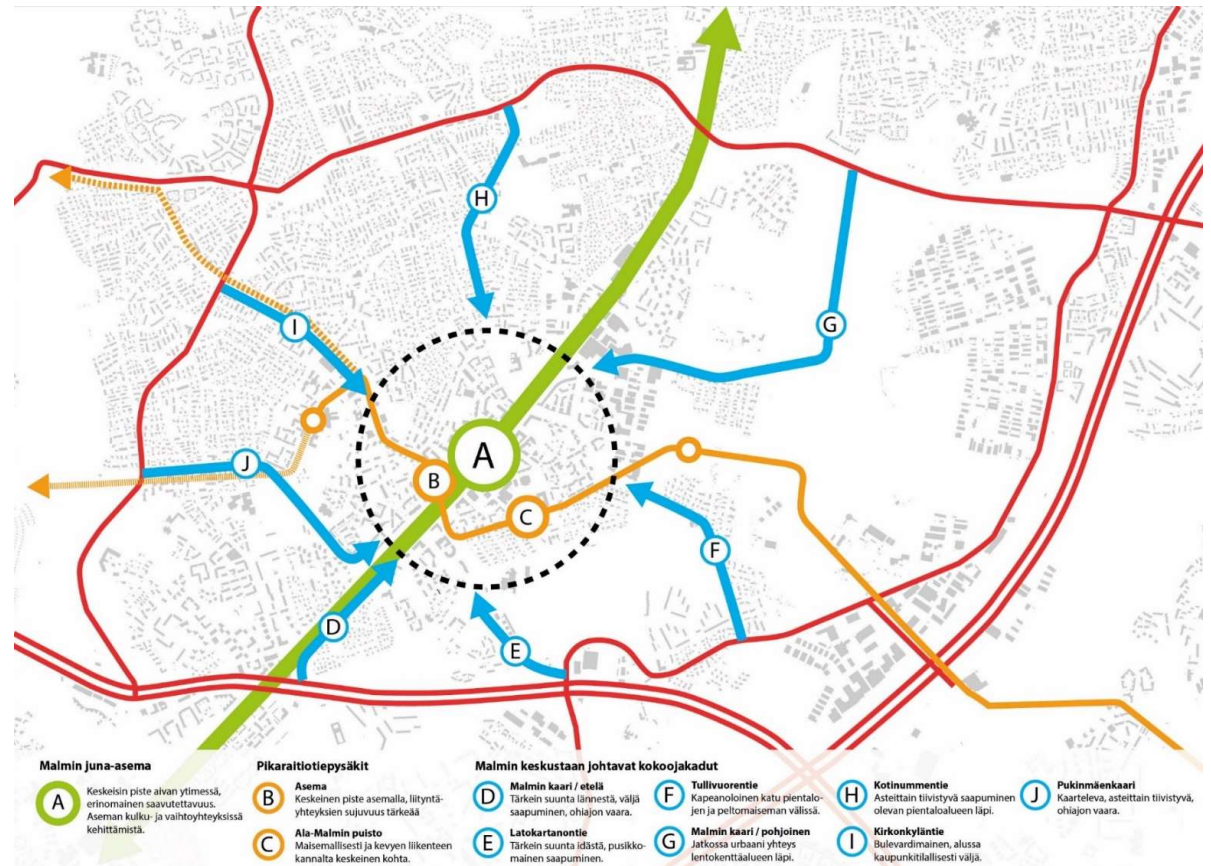 H
I
G
A
J
B
C
F
D
E
Malmin juna-asema
A
Keskeisin piste aivan ytimessä,
erinomainen saavutettavuus.
Aseman kulku- ja vaihtoyhteyksissä
kehittämistä.
Pikaraitiotiepysäkit
B
Asema
Keskeinen piste asemalla, liityntä-
yhteyksien sujuvuus tärkeää
C
Ala-Malmin puisto
Maisemallisesti ja kevyen liikenteen
kannalta keskeinen kohta.
Malmin keskustaan johtavat kokoojakadut
D
Malmin kaari / etelä
Tärkein suunta lännestä, väljä
saapuminen, ohiajon vaara.
E
Latokartanontie
Tärkein suunta idästä, pusikko-
mainen saapuminen.
F
Tullivuorentie
Kapeanoloinen katu pientalo-
jen ja peltomaiseman välissä.
G
Malmin kaari / pohjoinen
Jatkossa urbaani yhteys
lentokenttäalueen läpi.
H
Kotinummentie
Asteittain tiivistyvä saapuminen
olevan pientaloalueen läpi.
I
Kirkonkyläntie
Bulevardimainen, alussa
kaupunkitilallisesti väljä.
J
Pukinmäenkaari
Kaarteleva, asteittain tiivistyvä,
ohiajon vaara.